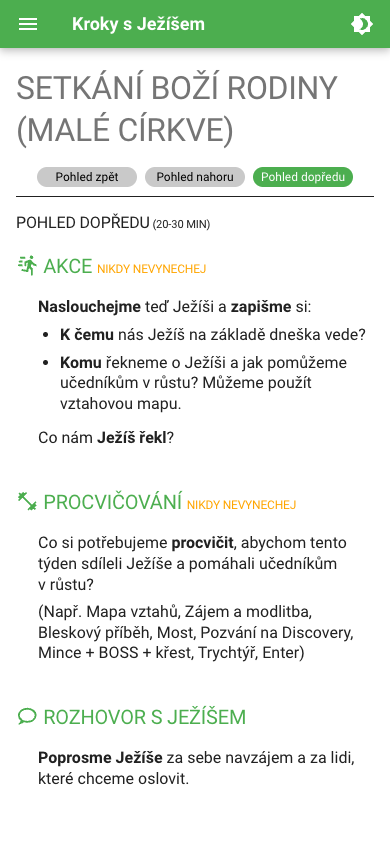 Kroky s Ježíšem
SETKÁNÍ BOŽÍ RODINY
(MALÉ CÍRKVE)
Pohled zpět
Pohled nahoru
Pohled dopředu
POHLED DOPŘEDU (20-30 MIN)
AKCE NIKDY NEVYNECHEJ
Naslouchejme teď Ježíši a zapišme si:
• K čemu nás Ježíš na základě dneška vede?
• Komu řekneme o Ježíši a jak pomůžeme
učedníkům v růstu? Můžeme použít
vztahovou mapu.
Co nám Ježíš řekl?
PROCVIČOVÁNÍ NIKDY NEVYNECHEJ
Co si potřebujeme procvičit, abychom tento
týden sdíleli Ježíše a pomáhali učedníkům
v růstu?
(Např. Mapa vztahů, Zájem a modlitba,
Bleskový příběh, Most, Pozvání na Discovery,
Mince + BOSS + křest, Trychtýř, Enter)
ROZHOVOR S JEŽÍŠEM
Poprosme Ježíše za sebe navzájem a za lidi,
které chceme oslovit.